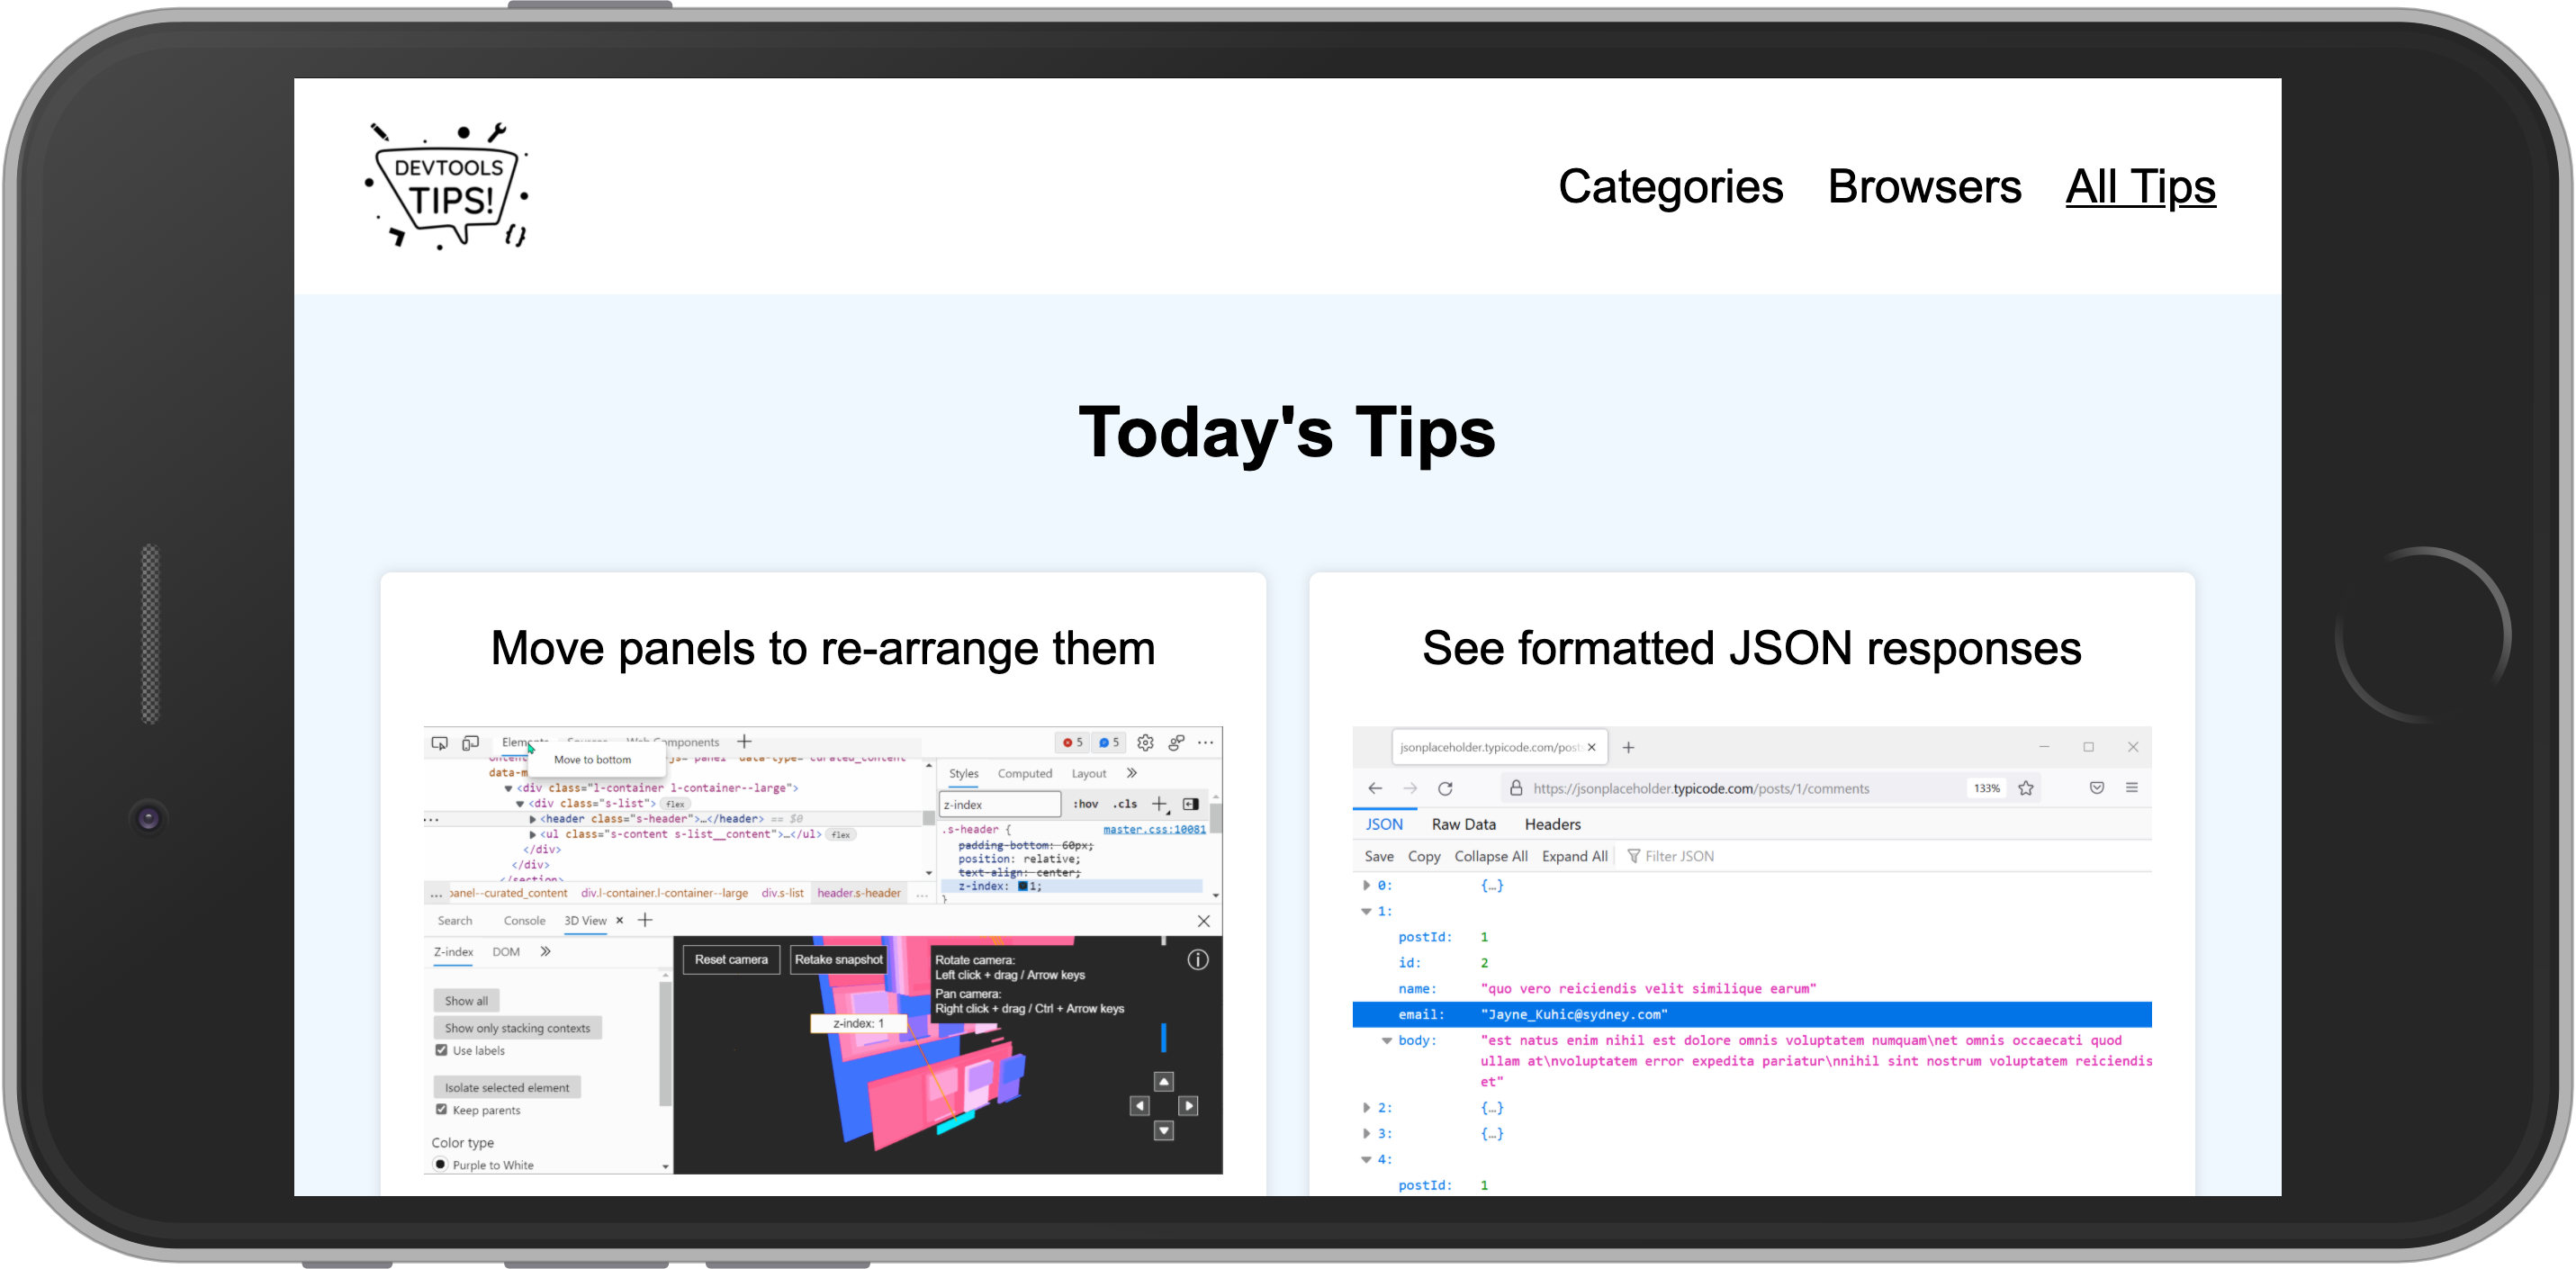 DEVTOOLS
TIPS!
Categories Browsers All Tips
Today's Tips
Move panels to re-arrange them
Elements Components
5 5
Move to bottom
data-m
<div class="l-container l-container--large">
<div class="s-list"> flex
<header class="s-header">…</header> == $0
<ul class="s-content s-list__content">…</ul> flex
</div>
</div>
</section>
... panel--curated_content div.l-container.l-container--large div.s-list header.s-header ...
Styles Computed Layout
z-index :hov .cls
.s-header { master.css:10081
padding-bottom: 60px;
position: relative;
text-align: center;
z-index: 1;
}
Search Console 3D View
Z-index DOM
Show all
Show only stacking contexts
Use labels
Isolate selected element
Keep parents
Color type
Purple to White
Reset camera Retake snapshot
Rotate camera:
Left click + drag / Arrow keys
Pan camera:
Right click + drag / Ctrl + Arrow keys
z-index: 1
See formatted JSON responses
jsonplaceholder.typicode.com/post
https://jsonplaceholder.typicode.com/posts/1/comments 133%
JSON Raw Data Headers
Save Copy Collapse All Expand All Filter JSON
0: {…}
1:
postId: 1
id: 2
name: "quo vero reiciendis velit similique earum"
email: "Jayne_Kuhic@sydney.com"
body: "est natus enim nihil est dolore omnis voluptatem numquam\net omnis occaecati quod
ullam at\nvoluptatem error expedita pariatur\nnihil sint nostrum voluptatem reiciendis
et"
2: {…}
3: {…}
4:
postId: 1